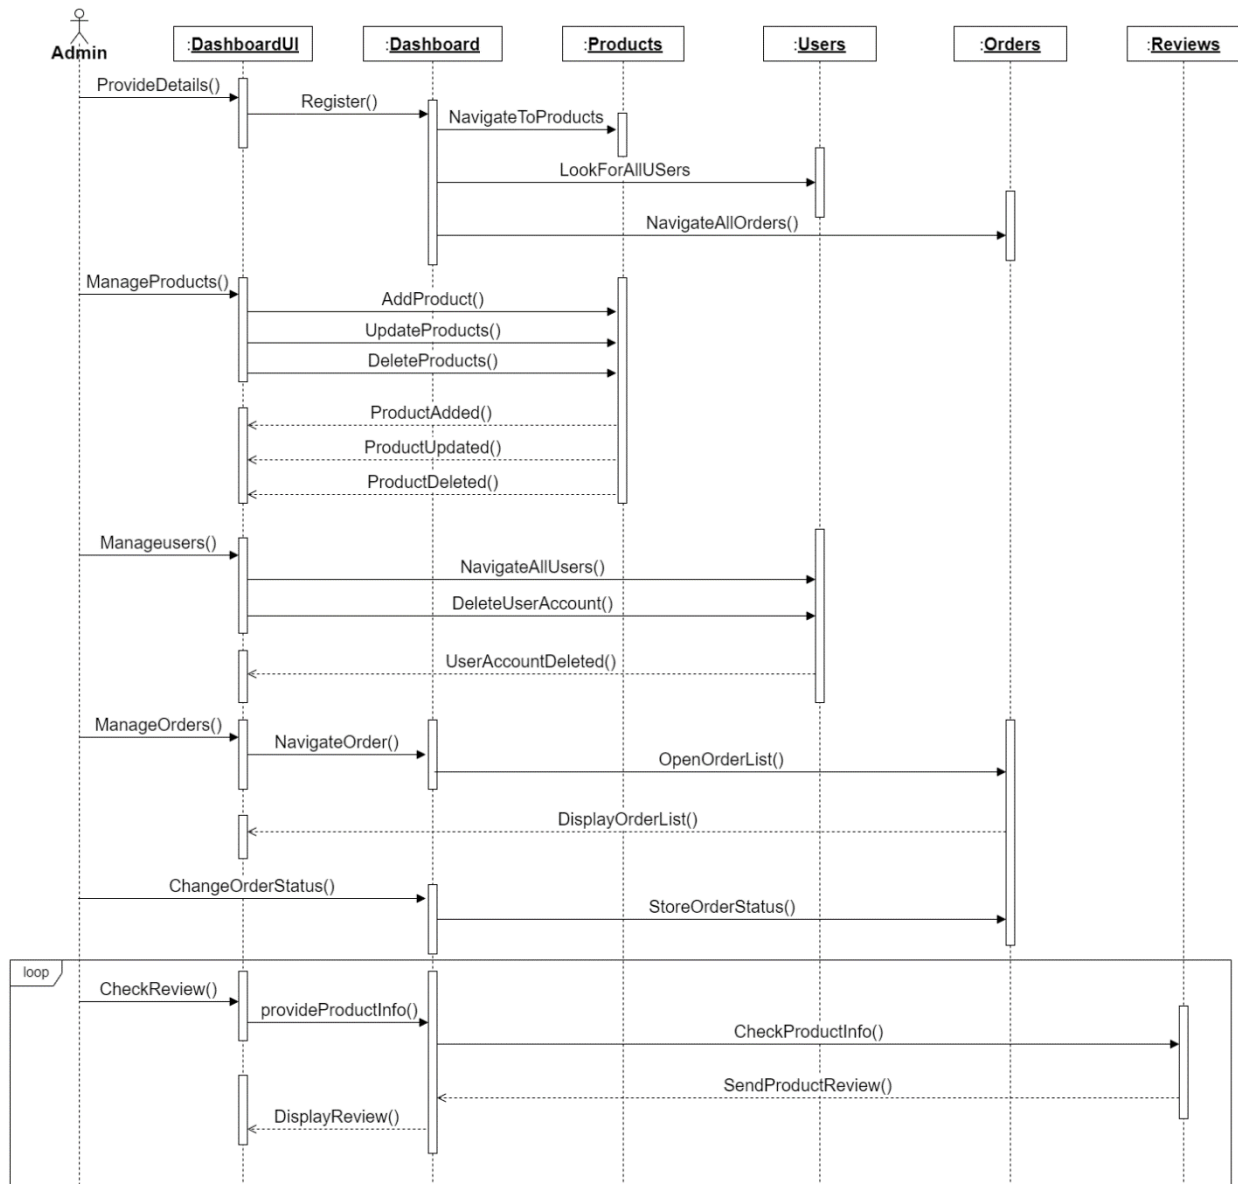 Admin
:DashboardUI
:Dashboard
:Products
:Users
:Orders
:Reviews
ProvideDetails()
Register()
NavigateToProducts
LookForAllUSers
NavigateAllOrders()
ManageProducts()
AddProduct()
UpdateProducts()
DeleteProducts()
ProductAdded()
ProductUpdated()
ProductDeleted()
Manageusers()
NavigateAllUsers()
DeleteUserAccount()
UserAccountDeleted()
ManageOrders()
NavigateOrder()
OpenOrderList()
DisplayOrderList()
ChangeOrderStatus()
StoreOrderStatus()
loop
CheckReview()
provideProductInfo()
CheckProductInfo()
SendProductReview()
DisplayReview()